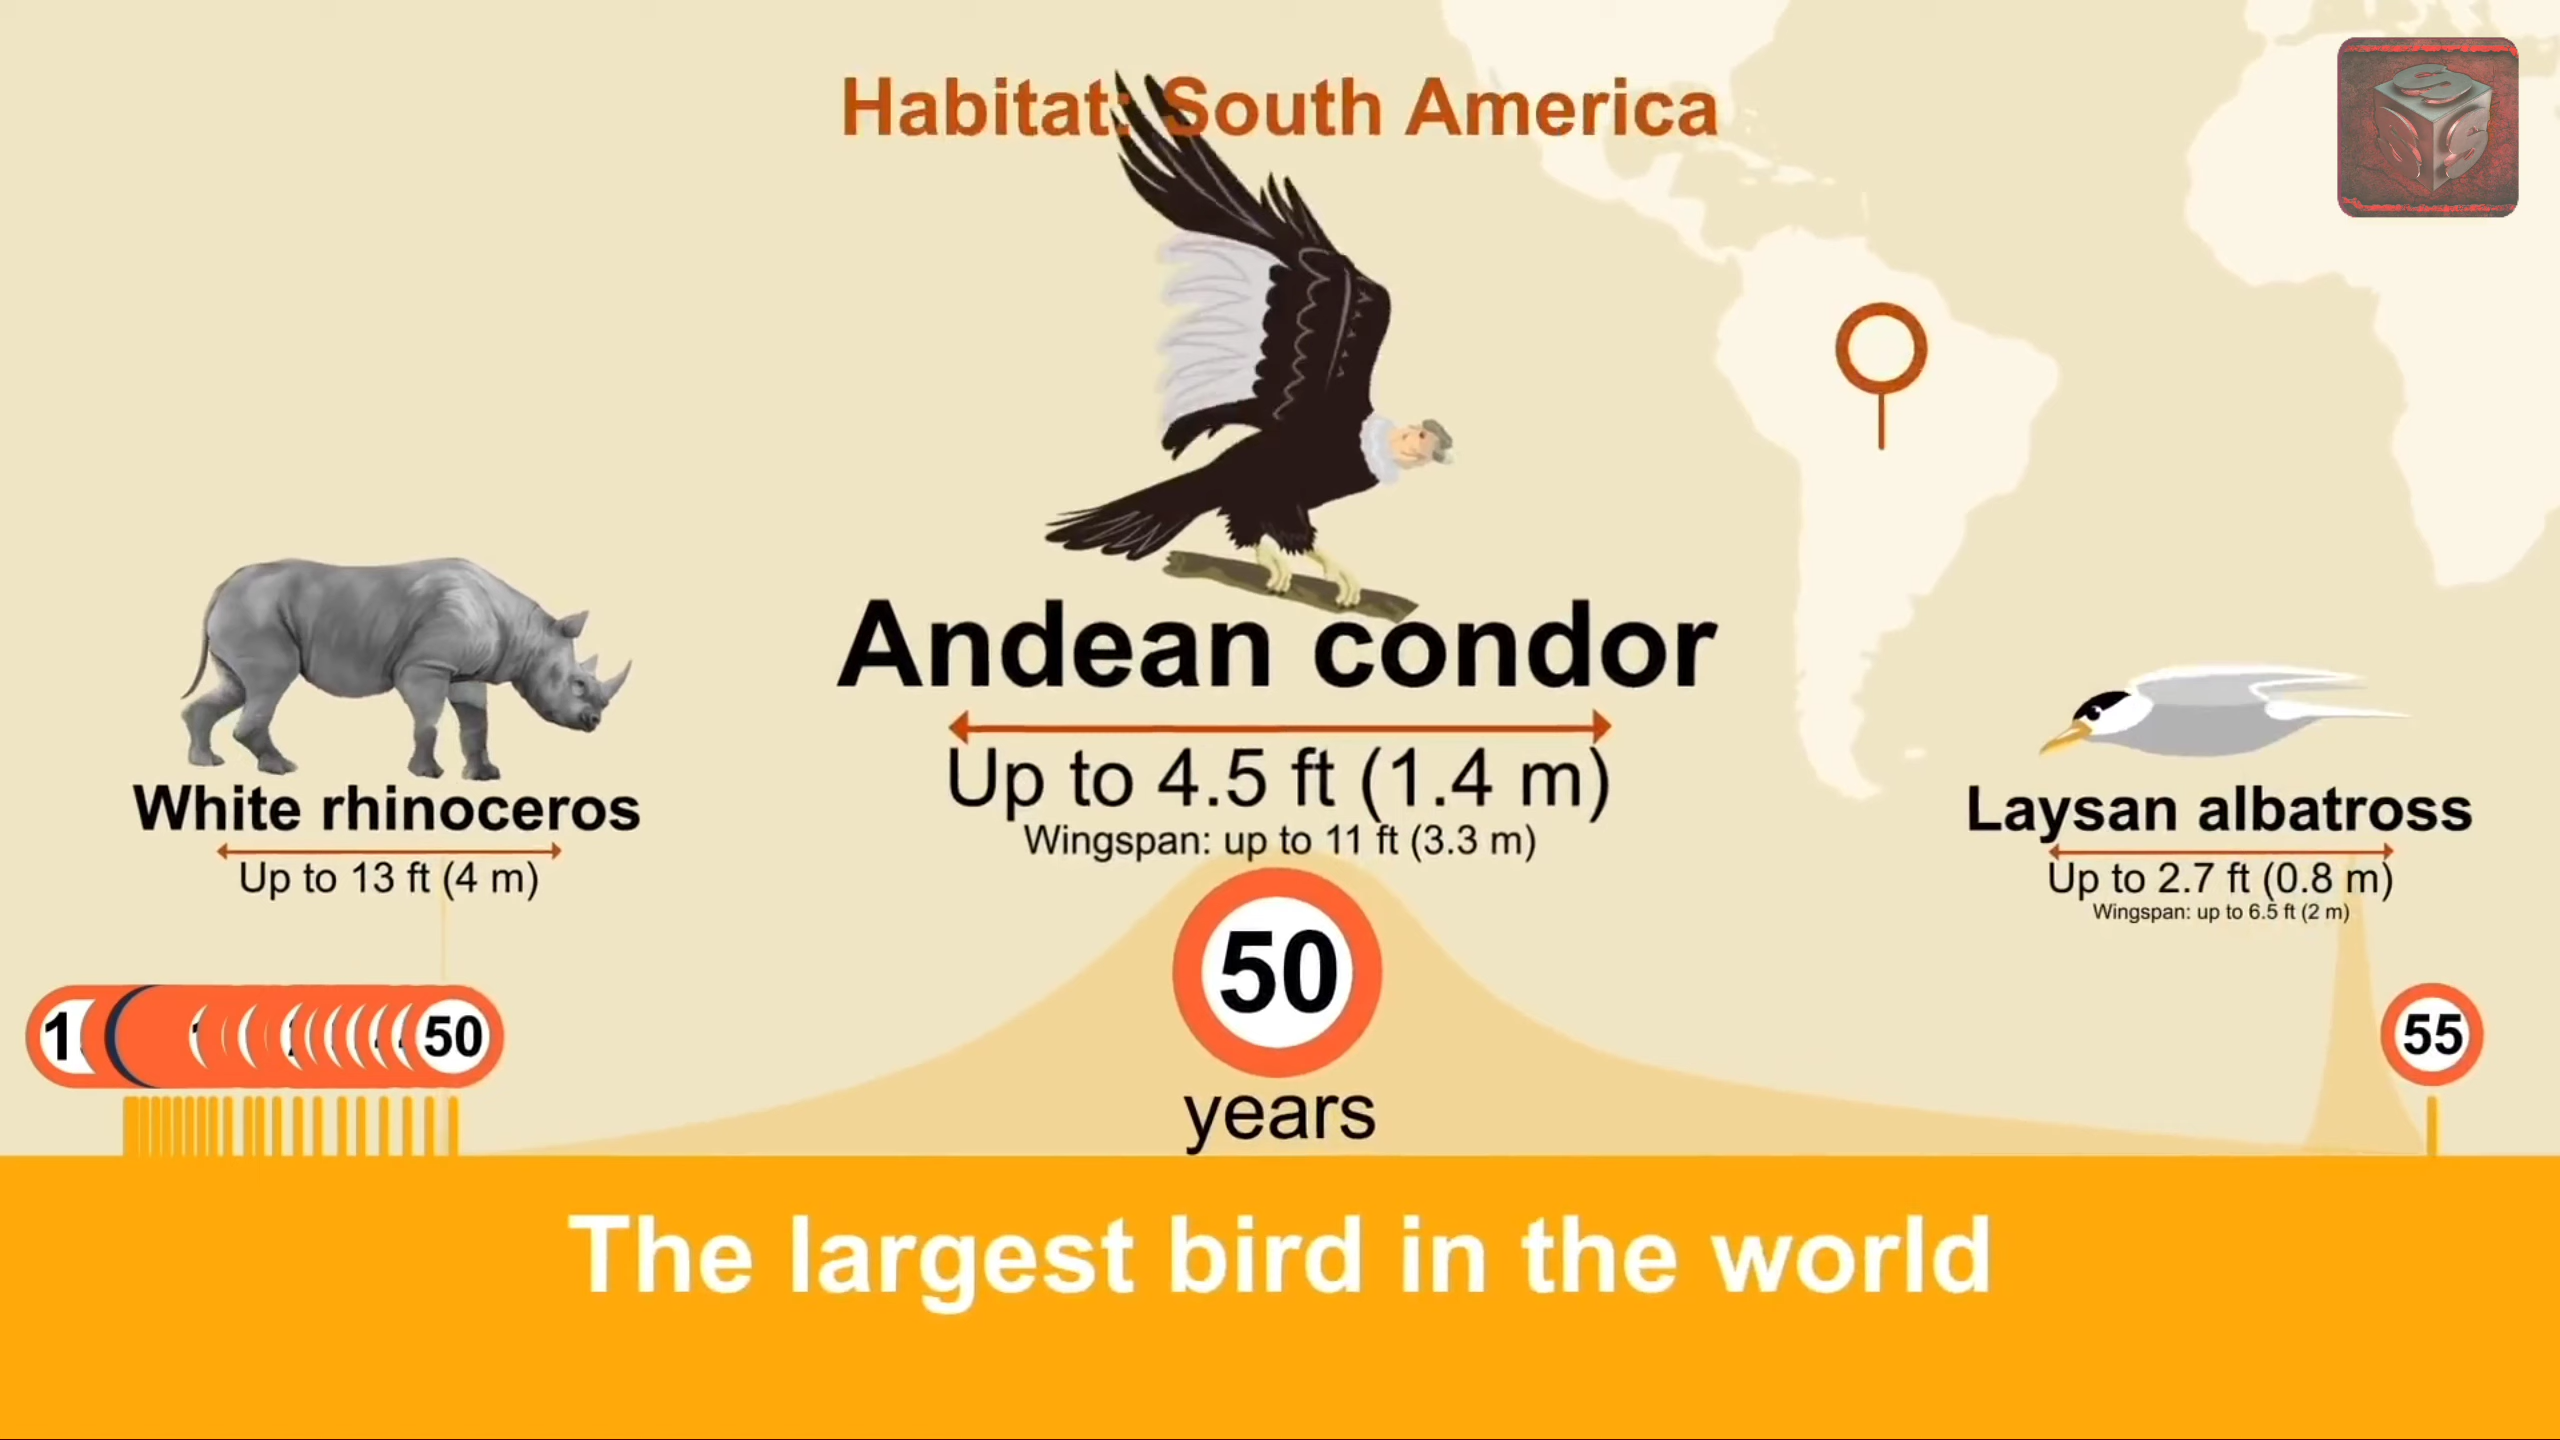 Habitat: South America
Andean condor
Up to 4.5 ft (1.4 m)
Wingspan: up to 11 ft (3.3 m)
White rhinoceros
Up to 13 ft (4 m)
Laysan albatross
Up to 2.7 ft (0.8 m)
Wingspan: up to 6.5 ft (2 m)
1
50
50
years
55
The largest bird in the world